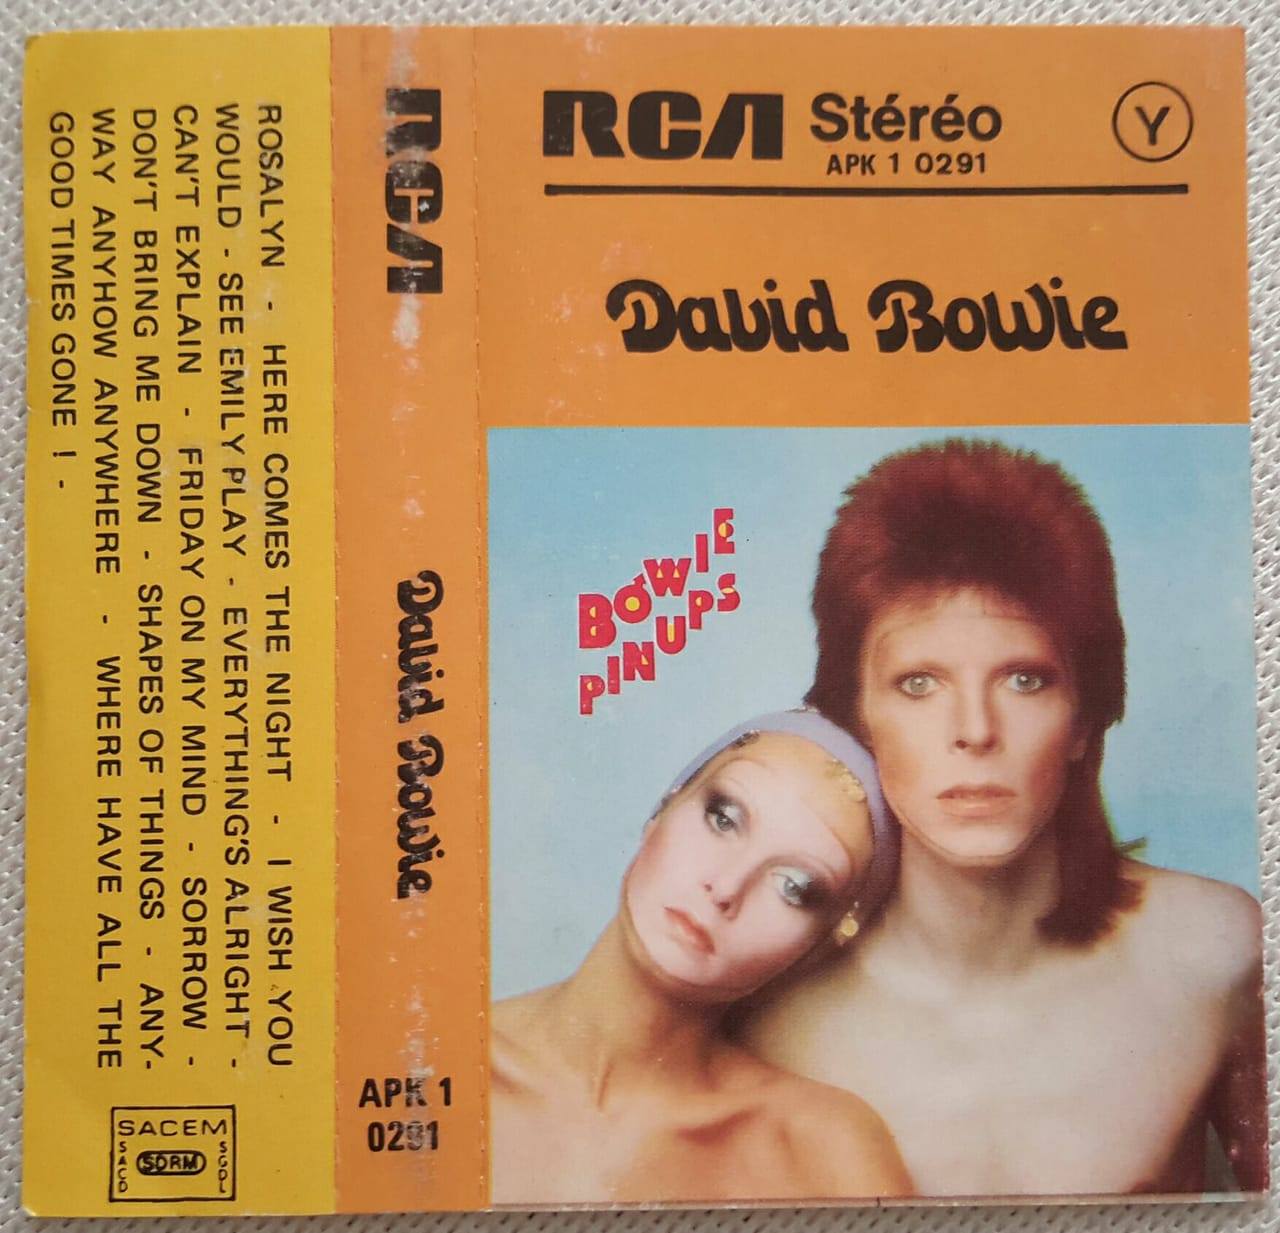 RCA Stéréo
APK 1 0291
Y
David Bowie
BOWIE
PINUPS
RCA
David Bowie
APK 1
0291
ROSALYN - HERE COMES THE NIGHT - I WISH YOU
WOULD - SEE EMILY PLAY - EVERYTHING'S ALRIGHT -
CAN'T EXPLAIN - FRIDAY ON MY MIND - SORROW -
DON'T BRING ME DOWN - SHAPES OF THINGS - ANY-
WAY ANYHOW ANYWHERE - WHERE HAVE ALL THE
GOOD TIMES GONE ! -
SACEM
SDRM